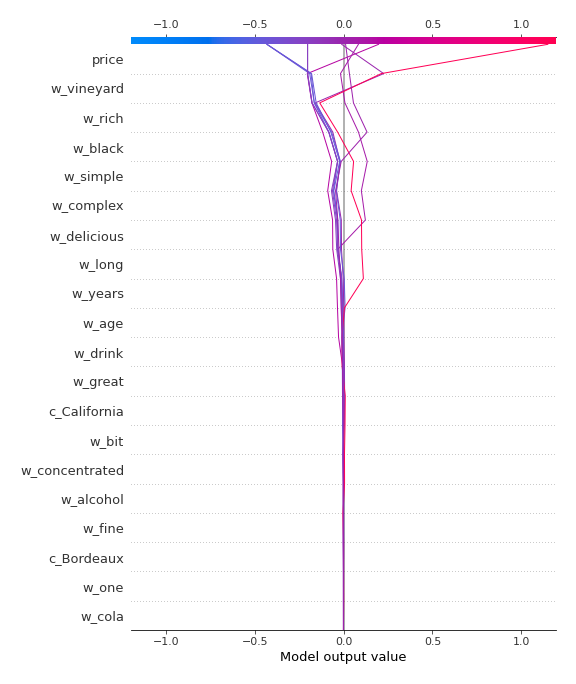 −1.0 −0.5 0.0 0.5 1.0
price
w_vineyard
w_rich
w_black
w_simple
w_complex
w_delicious
w_long
w_years
w_age
w_drink
w_great
c_California
w_bit
w_concentrated
w_alcohol
w_fine
c_Bordeaux
w_one
w_cola
−1.0 −0.5 0.0 0.5 1.0
Model output value